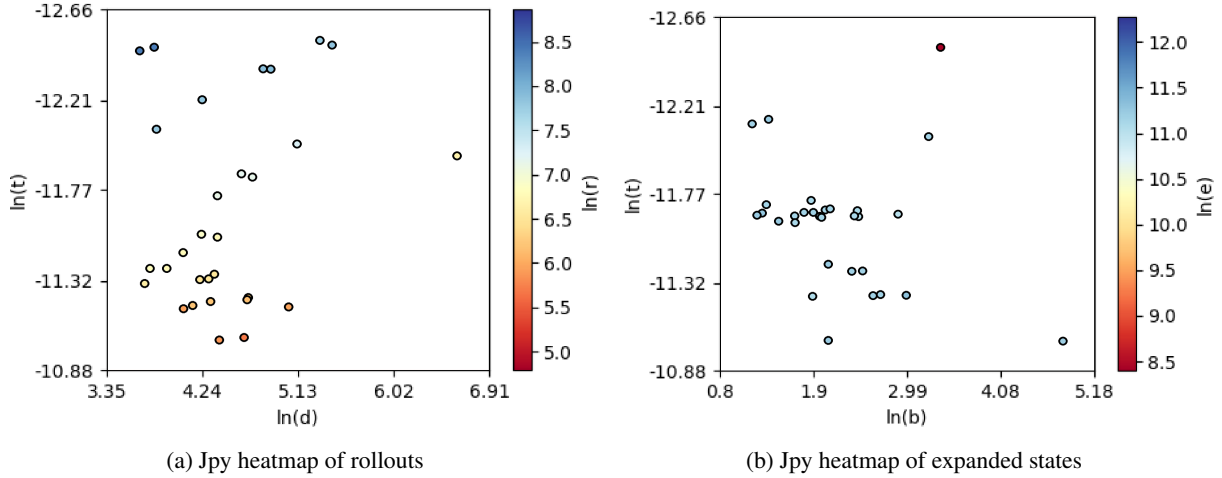 -12.66
-12.21
-11.77
-11.32
-10.88
ln(t)
3.35 4.24 5.13 6.02 6.91
ln(d)
8.5
8.0
7.5
7.0
6.5
6.0
5.5
5.0
ln(r)
(a) Jpy heatmap of rollouts
-12.66
-12.21
-11.77
-11.32
-10.88
ln(t)
0.8 1.9 2.99 4.08 5.18
ln(b)
12.0
11.5
11.0
10.5
10.0
9.5
9.0
8.5
ln(e)
(b) Jpy heatmap of expanded states